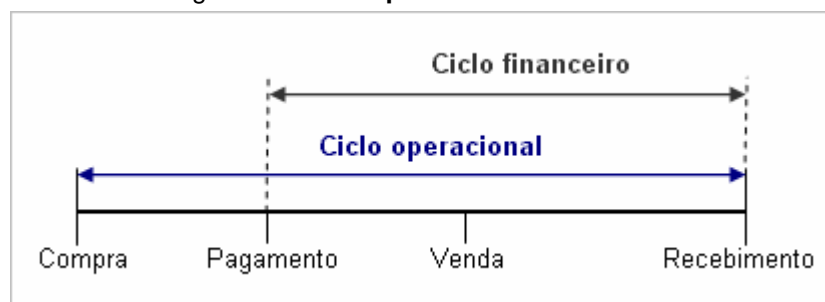 Ciclo financeiro
Ciclo operacional
Compra Pagamento Venda Recebimento